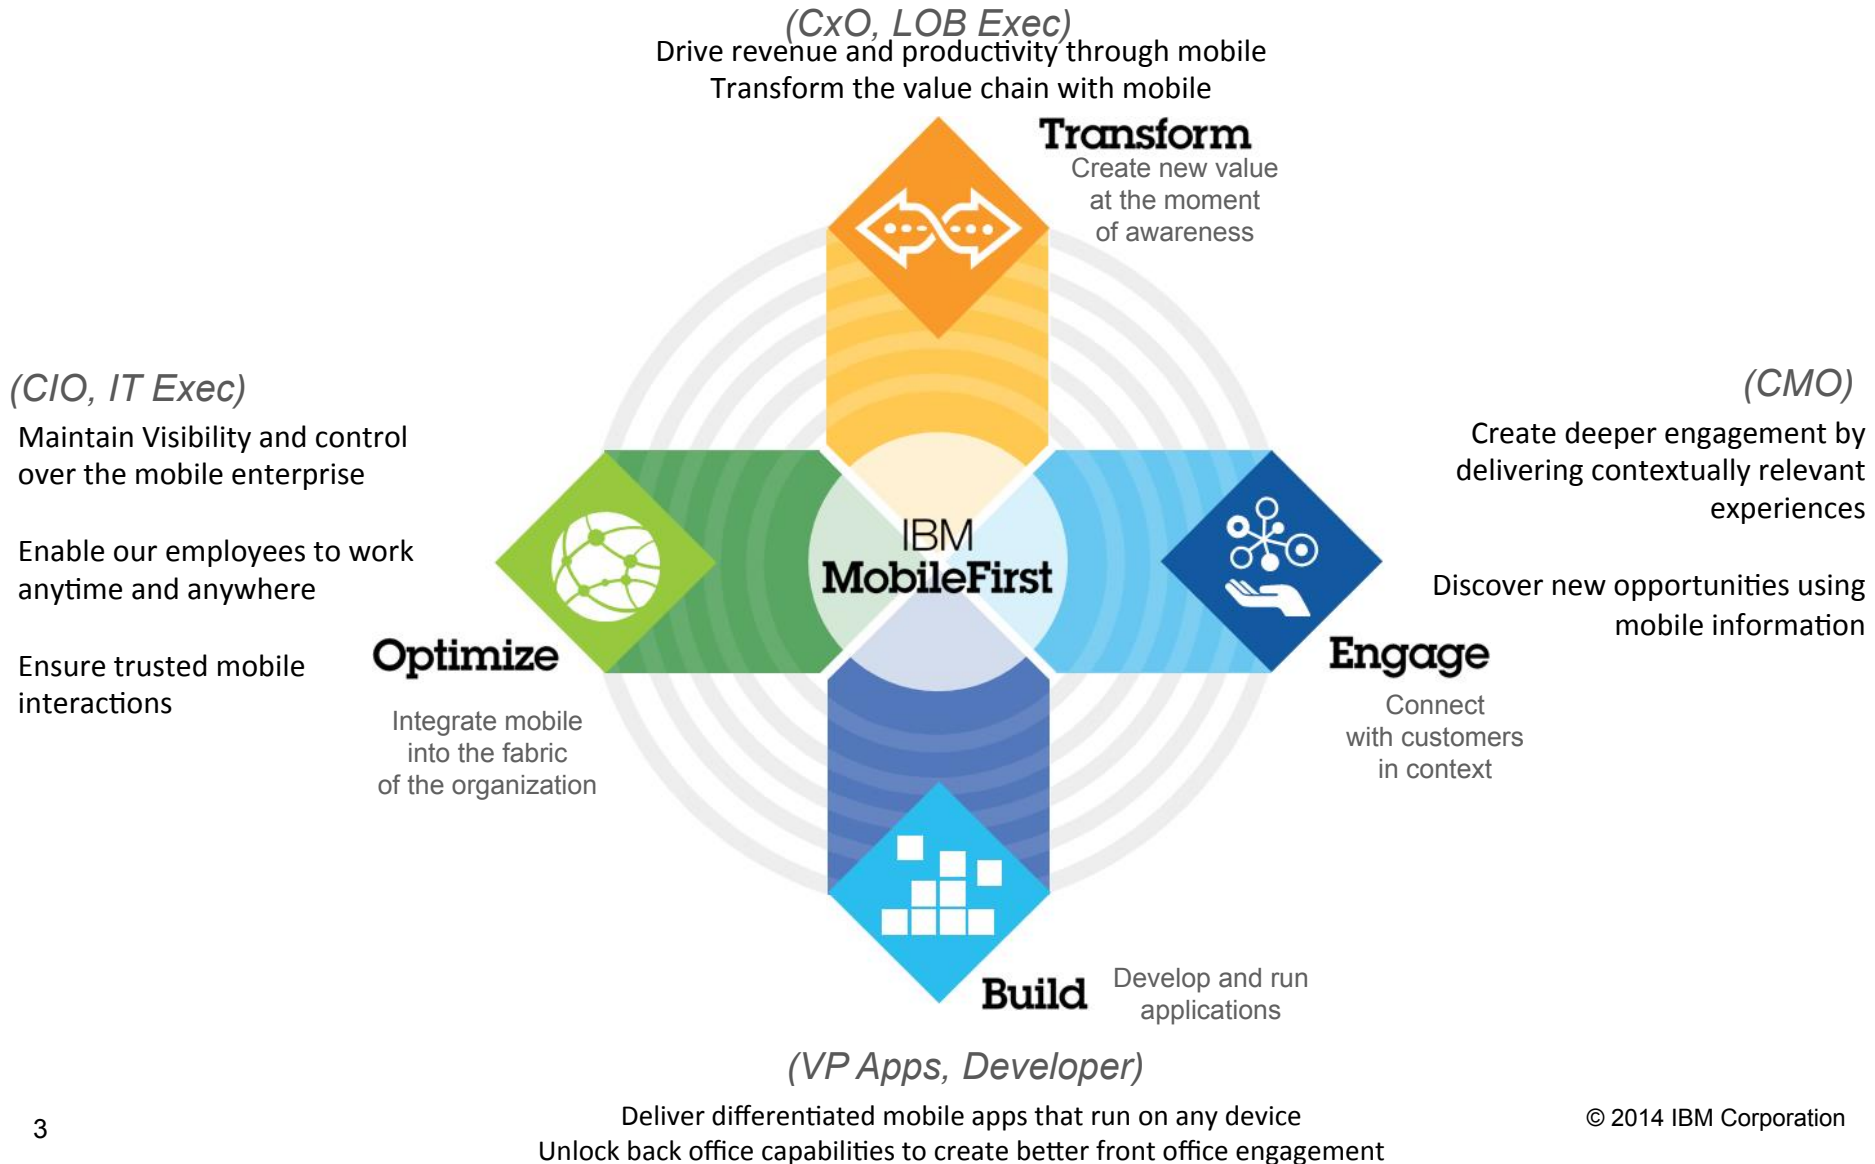 (CxO, LOB Exec)
Drive revenue and productivity through mobile
Transform the value chain with mobile
Transform
Create new value
at the moment
of awareness
(CIO, IT Exec)
Maintain Visibility and control
over the mobile enterprise
Enable our employees to work
anytime and anywhere
Ensure trusted mobile
interactions
Optimize
Integrate mobile
into the fabric
of the organization
IBM
MobileFirst
(CMO)
Create deeper engagement by
delivering contextually relevant
experiences
Discover new opportunities using
mobile information
Engage
Connect
with customers
in context
Build
Develop and run
applications
(VP Apps, Developer)
Deliver differentiated mobile apps that run on any device
Unlock back office capabilities to create better front office engagement
3
© 2014 IBM Corporation